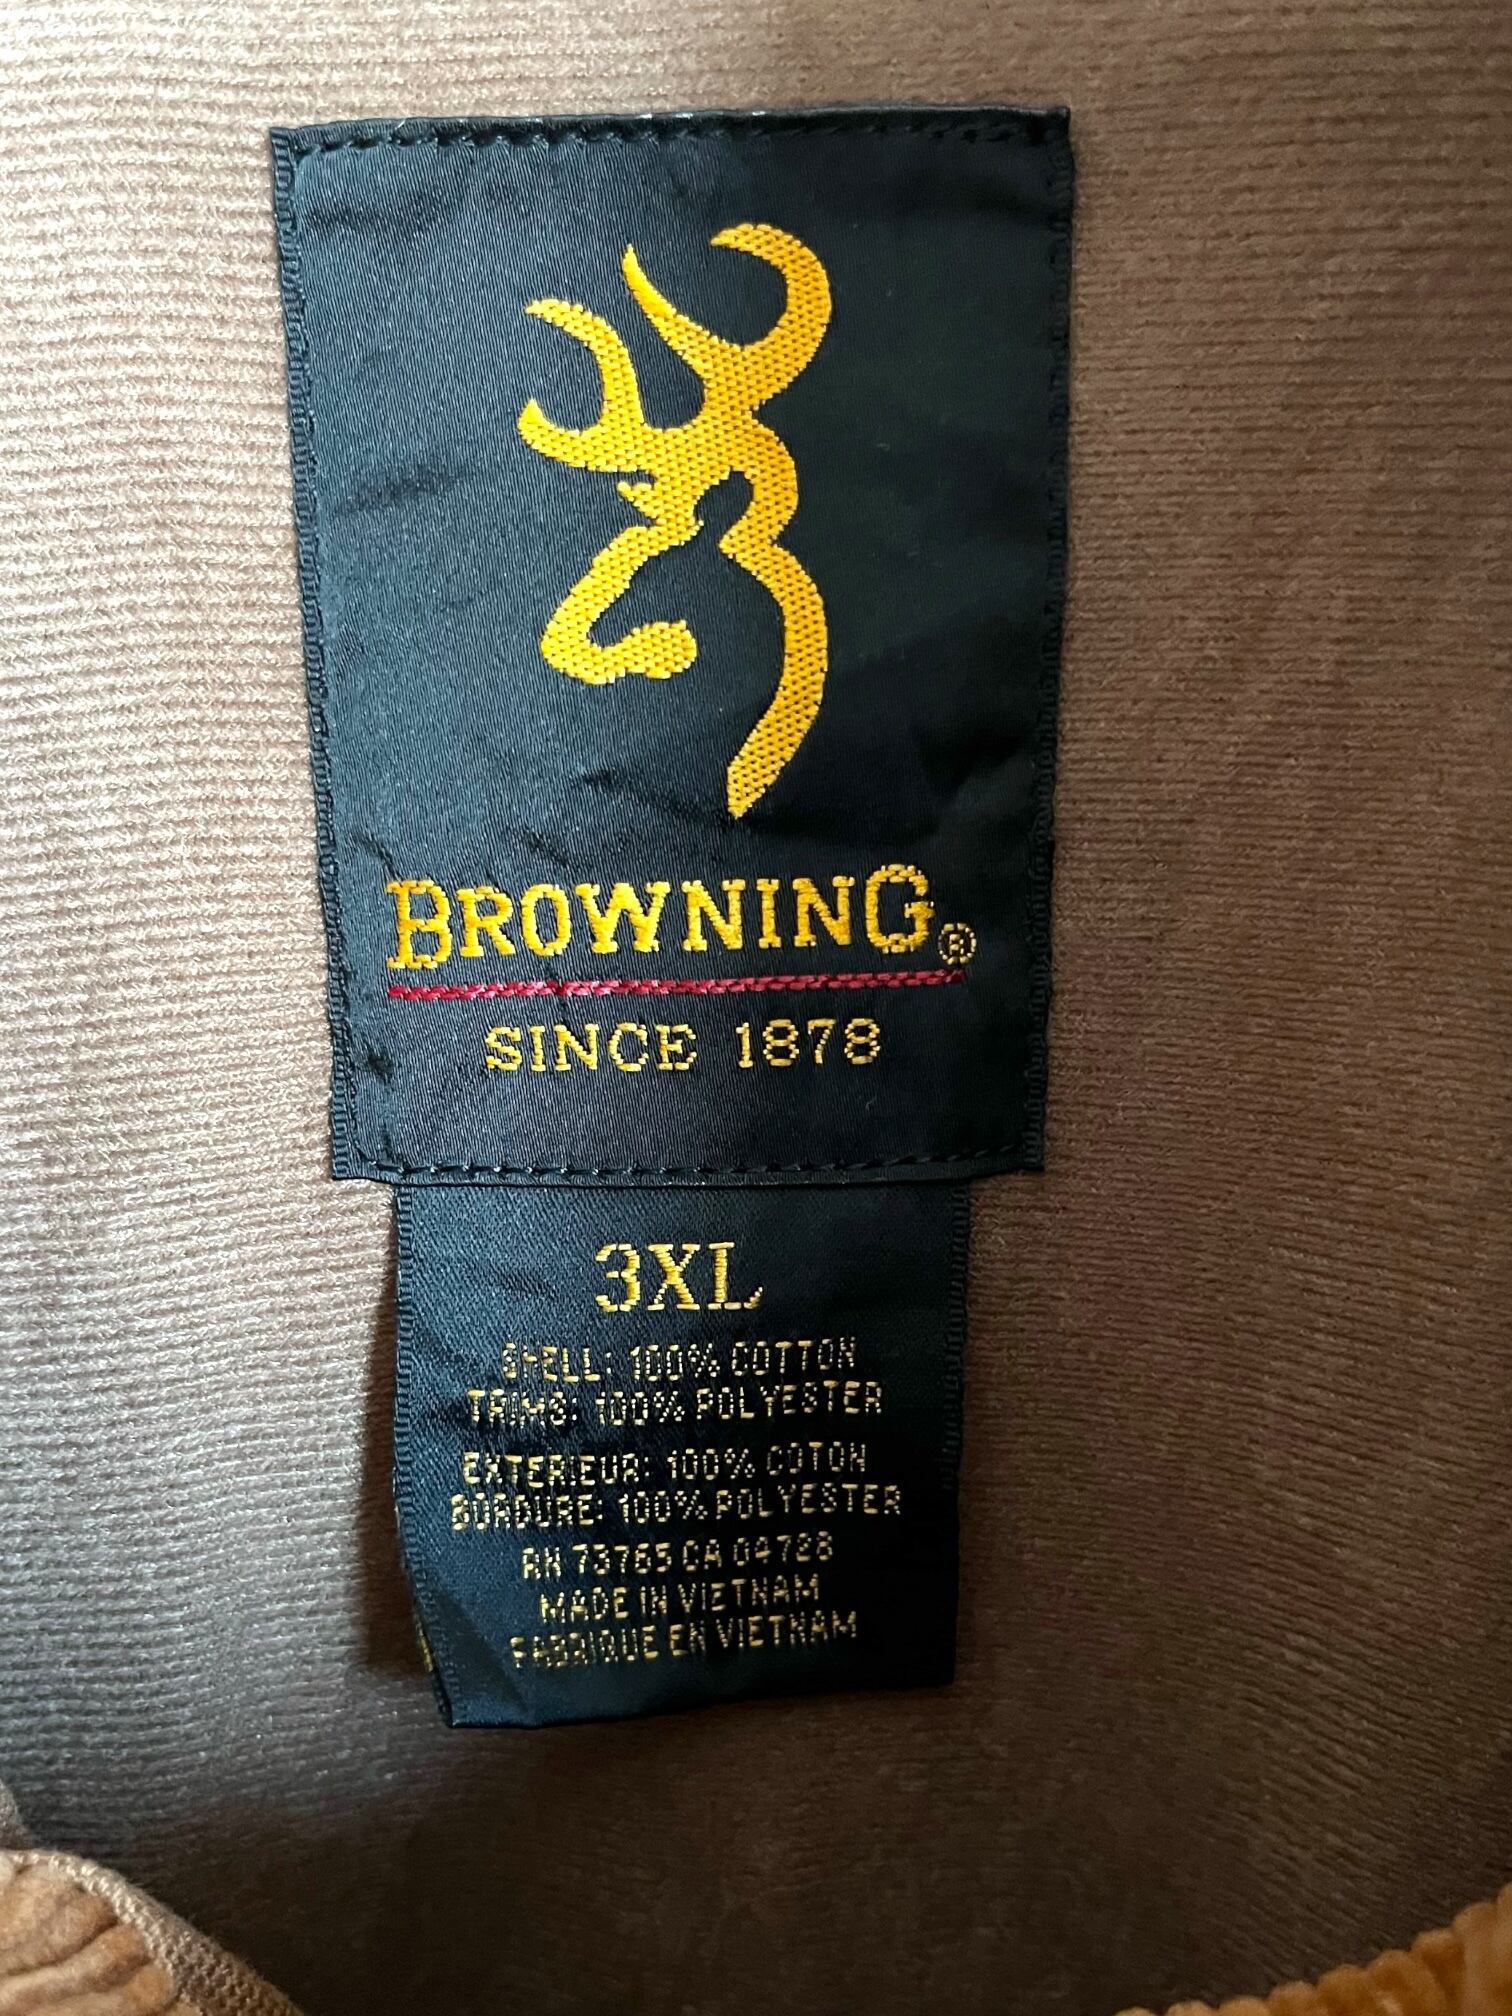 BROWNING®
SINCE 1878
3XL
SHELL: 100% COTTON
TRIMS: 100% POLYESTER
EXTERIEUR: 100% COTON
BORDURE: 100% POLYESTER
RN 73765 CA 04728
MADE IN VIETNAM
FABRIQUE EN VIETNAM